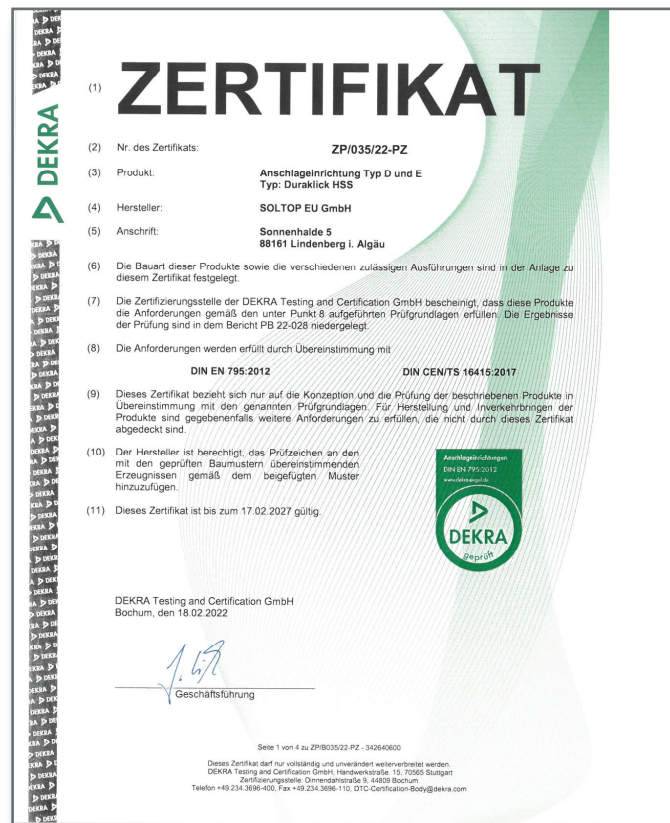 DEKRA
(1) ZERTIFIKAT
(2) Nr. des Zertifikats: ZP/035/22-PZ
(3) Produkt: Anschlageinrichtung Typ D und E
Typ: Duraklick HSS
(4) Hersteller: SOLTOP EU GmbH
(5) Anschrift: Sonnenhalde 5
88161 Lindenberg i. Algäu
(6) Die Bauart dieser Produkte sowie die verschiedenen zulässigen Ausführungen sind in der Anlage zu
diesem Zertifikat festgelegt.
(7) Die Zertifizierungsstelle der DEKRA Testing and Certification GmbH bescheinigt, dass diese Produkte
die Anforderungen gemäß den unter Punkt 8 aufgeführten Prüfgrundlagen erfüllen. Die Ergebnisse
der Prüfung sind in dem Bericht PB 22-028 niedergelegt.
(8) Die Anforderungen werden erfüllt durch Übereinstimmung mit
DIN EN 795:2012 DIN CEN/TS 16415:2017
(9) Dieses Zertifikat bezieht sich nur auf die Konzeption und die Prüfung der beschriebenen Produkte in
Übereinstimmung mit den genannten Prüfgrundlagen. Für Herstellung und Inverkehrbringen der
Produkte sind gegebenenfalls weitere Anforderungen zu erfüllen, die nicht durch dieses Zertifikat
abgedeckt sind.
(10) Der Hersteller ist berechtigt, das Prüfzeichen an den
mit den geprüften Baumustern übereinstimmenden
Erzeugnissen gemäß dem beigefügten Muster
hinzuzufügen.
Anschlageinrichtungen
DIN EN 795:2012
DEKRA
geprüft
(11) Dieses Zertifikat ist bis zum 17.02.2027 gültig.
DEKRA Testing and Certification GmbH
Bochum, den 18.02.2022
Geschäftsführung
Seite 1 von 4 zu ZP/B035/22-PZ - 342640600
Dieses Zertifikat darf nur vollständig und unverändert weiterverbreitet werden.
DEKRA Testing and Certification GmbH, Handwerkstraße. 15, 70565 Stuttgart
Zertifizierungsstelle: Dinnendahlstraße 9, 44809 Bochum
Telefon +49.234.3696-400, Fax +49.234.3696-110, DTC-Certification-Body@dekra.com